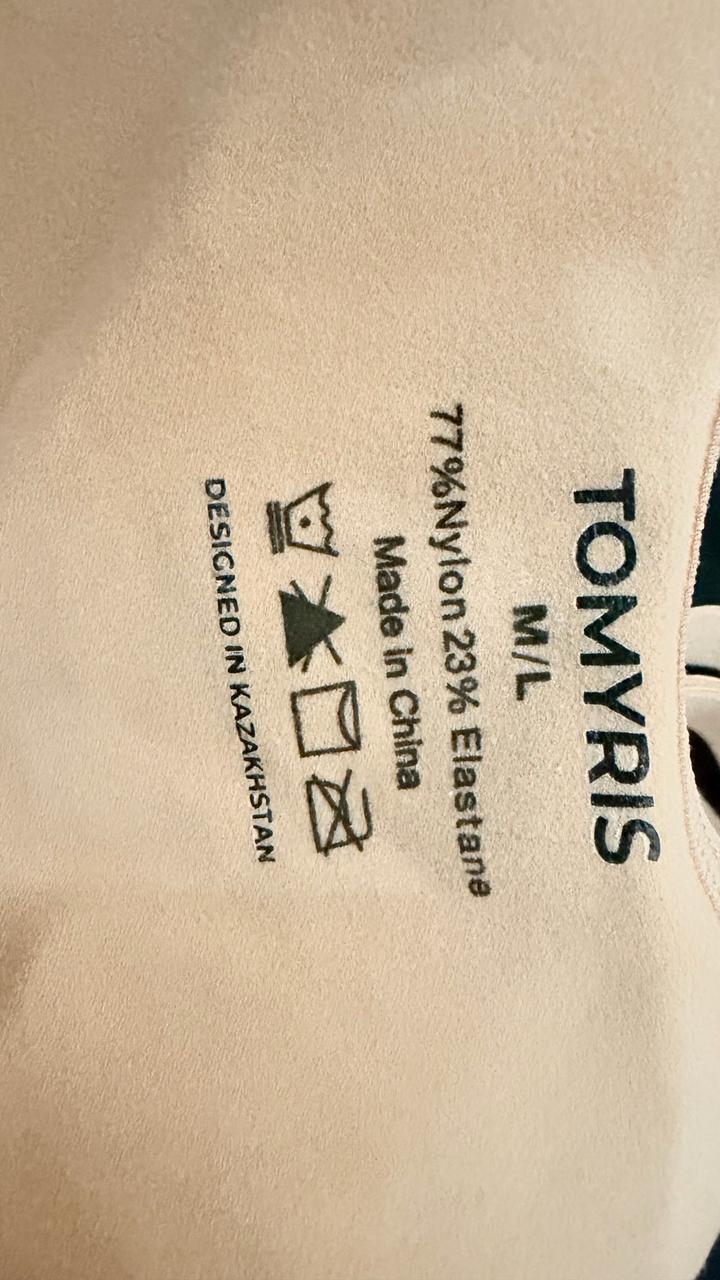 TOMYRIS
M/L
77%Nylon 23% Elastane
Made in China
DESIGNED IN KAZAKHSTAN